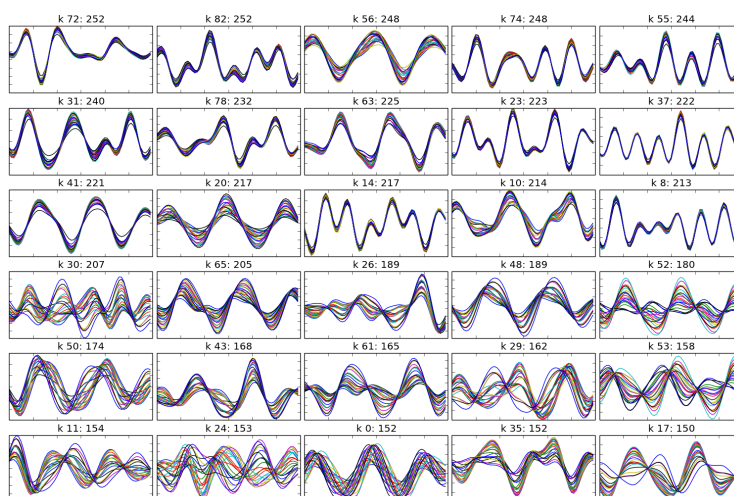 k 72: 252 k 82: 252 k 56: 248 k 74: 248 k 55: 244
k 31: 240 k 78: 232 k 63: 225 k 23: 223 k 37: 222
k 41: 221 k 20: 217 k 14: 217 k 10: 214 k 8: 213
k 30: 207 k 65: 205 k 26: 189 k 48: 189 k 52: 180
k 50: 174 k 43: 168 k 61: 165 k 29: 162 k 53: 158
k 11: 154 k 24: 153 k 0: 152 k 35: 152 k 17: 150